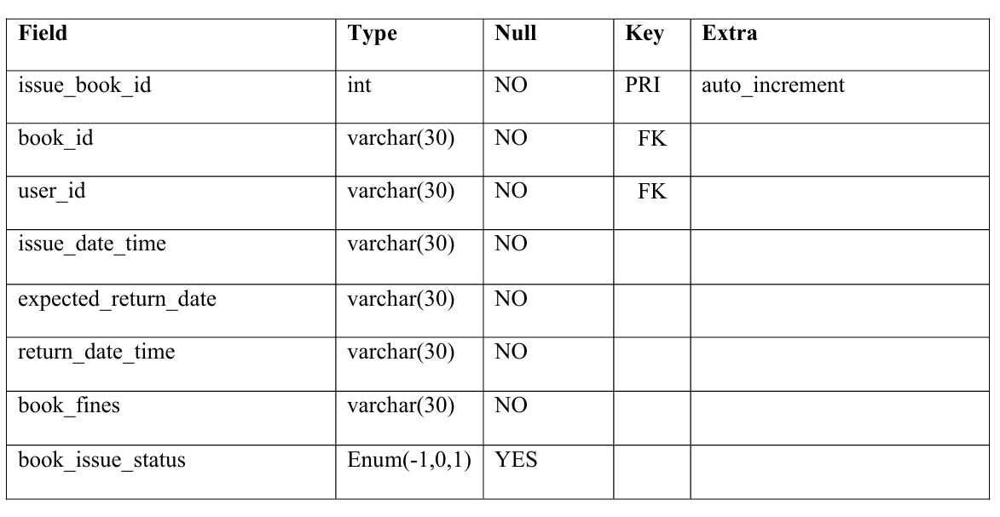 Field Type Null Key Extra
issue_book_id int NO PRI auto_increment
book_id varchar(30) NO FK
user_id varchar(30) NO FK
issue_date_time varchar(30) NO
expected_return_date varchar(30) NO
return_date_time varchar(30) NO
book_fines varchar(30) NO
book_issue_status Enum(-1,0,1) YES